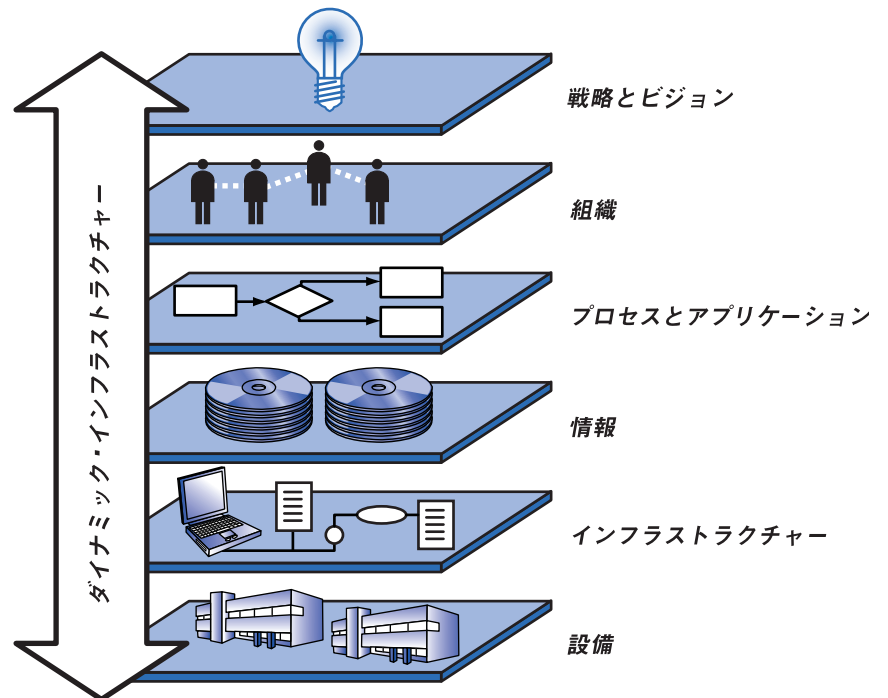 戦略とビジョン
組織
プロセスとアプリケーション
情報
インフラストラクチャー
設備
ダイナミック・インフラストラクチャー